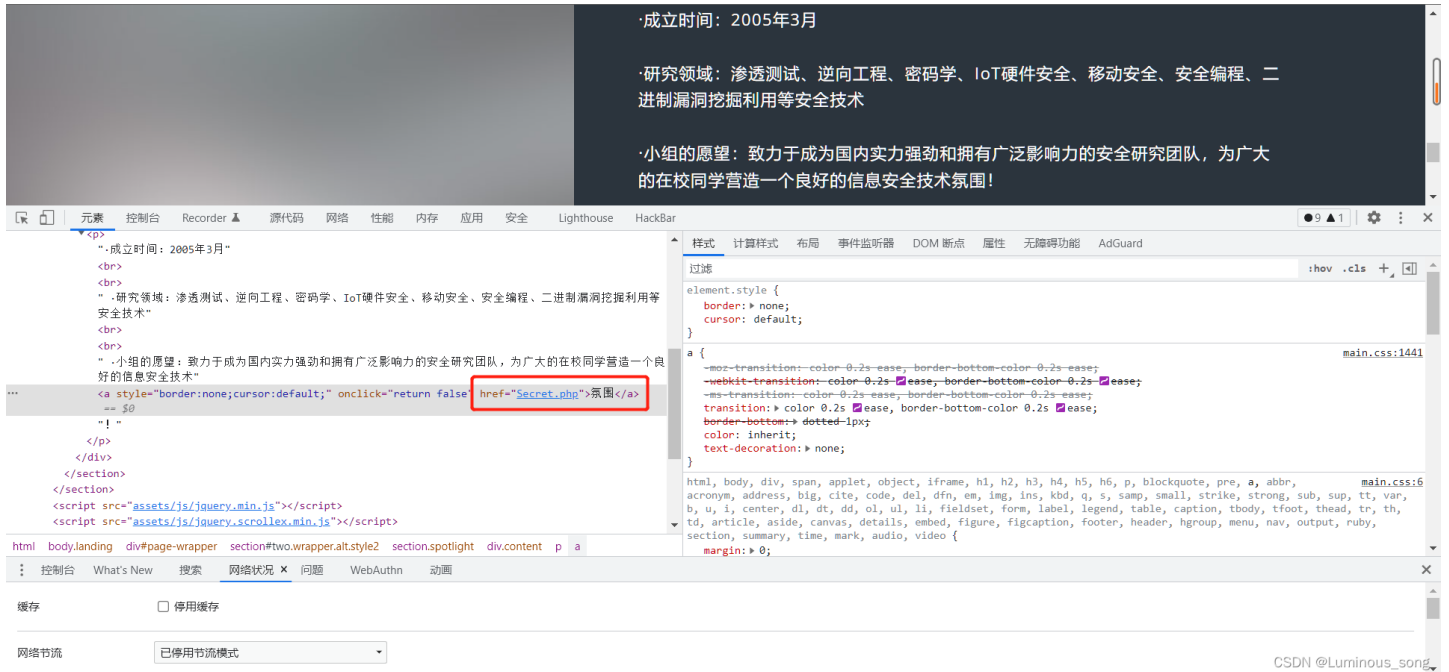 ·成立时间：2005年3月
·研究领域：渗透测试、逆向工程、密码学、IoT硬件安全、移动安全、安全编程、二
进制漏洞挖掘利用等安全技术
·小组的愿望：致力于成为国内实力强劲和拥有广泛影响力的安全研究团队，为广大
的在校同学营造一个良好的信息安全技术氛围！
元素 控制台 Recorder 源代码 网络 性能 内存 应用 安全 Lighthouse HackBar 9 1
<p>
"·成立时间：2005年3月"
<br>
<br>
" ·研究领域：渗透测试、逆向工程、密码学、IoT硬件安全、移动安全、安全编程、二进制漏洞挖掘利用等
安全技术"
<br>
<br>
" ·小组的愿望：致力于成为国内实力强劲和拥有广泛影响力的安全研究团队，为广大的在校同学营造一个良
好的信息安全技术"
<a style="border:none;cursor:default;" onclick="return false" href="Secret.php">氛围</a>
== $0
"！"
</p>
</div>
</section>
</section>
<script src="assets/js/jquery.min.js"></script>
<script src="assets/js/jquery.scrollex.min.js"></script>
html body.landing div#page-wrapper section#two.wrapper.alt.style2 section.spotlight div.content p a
样式 计算样式 布局 事件监听器 DOM 断点 属性 无障碍功能 AdGuard
过滤 :hov .cls +
element.style {
border: none;
cursor: default;
}
a { main.css:1441
-moz-transition: color 0.2s ease, border-bottom-color 0.2s ease;
-webkit-transition: color 0.2s ease, border-bottom-color 0.2s ease;
-ms-transition: color 0.2s ease, border-bottom-color 0.2s ease;
transition: color 0.2s ease, border-bottom-color 0.2s ease;
border-bottom: dotted 1px;
color: inherit;
text-decoration: none;
}
html, body, div, span, applet, object, iframe, h1, h2, h3, h4, h5, h6, p, blockquote, pre, a, abbr, main.css:6
acronym, address, big, cite, code, del, dfn, em, img, ins, kbd, q, s, samp, small, strike, strong, sub, sup, tt, var,
b, u, i, center, dl, dt, dd, ol, ul, li, fieldset, form, label, legend, table, caption, tbody, tfoot, thead, tr, th,
td, article, aside, canvas, details, embed, figure, figcaption, footer, header, hgroup, menu, nav, output, ruby,
section, summary, time, mark, audio, video {
margin: 0;
控制台 What's New 搜索 网络状况 问题 WebAuthn 动画
缓存 停用缓存
网络节流 已停用节流模式
CSDN @Luminous_song